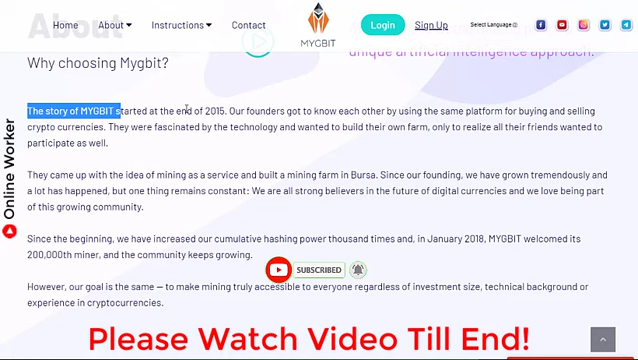 Home
About
Instructions
Contact
MYGBIT
Login
Sign Up
Select Language
About
unique artificial intelligence approach.
Why choosing Mygbit?
The story of MYGBIT started at the end of 2015. Our founders got to know each other by using the same platform for buying and selling
crypto currencies. They were fascinated by the technology and wanted to build their own farm, only to realize all their friends wanted to
participate as well.
They came up with the idea of mining as a service and built a mining farm in Bursa. Since our founding, we have grown tremendously and
a lot has happened, but one thing remains constant: We are all strong believers in the future of digital currencies and we love being part
of this growing community.
Since the beginning, we have increased our cumulative hashing power thousand times and, in January 2018, MYGBIT welcomed its
200,000th miner, and the community keeps growing.
However, our goal is the same — to make mining truly accessible to everyone regardless of investment size, technical background or
experience in cryptocurrencies.
Online Worker
SUBSCRIBED
Please Watch Video Till End!